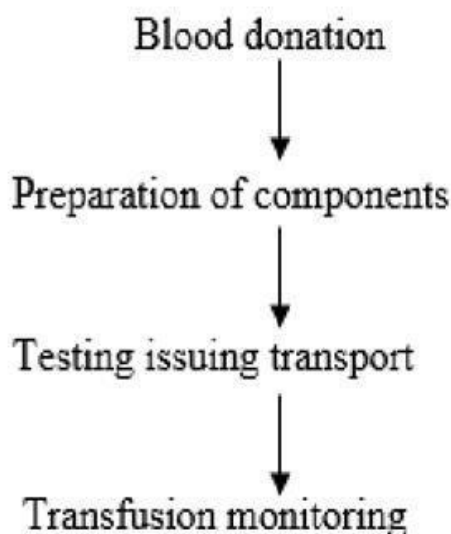 Blood donation
Preparation of components
Testing issuing transport
Transfusion monitoring